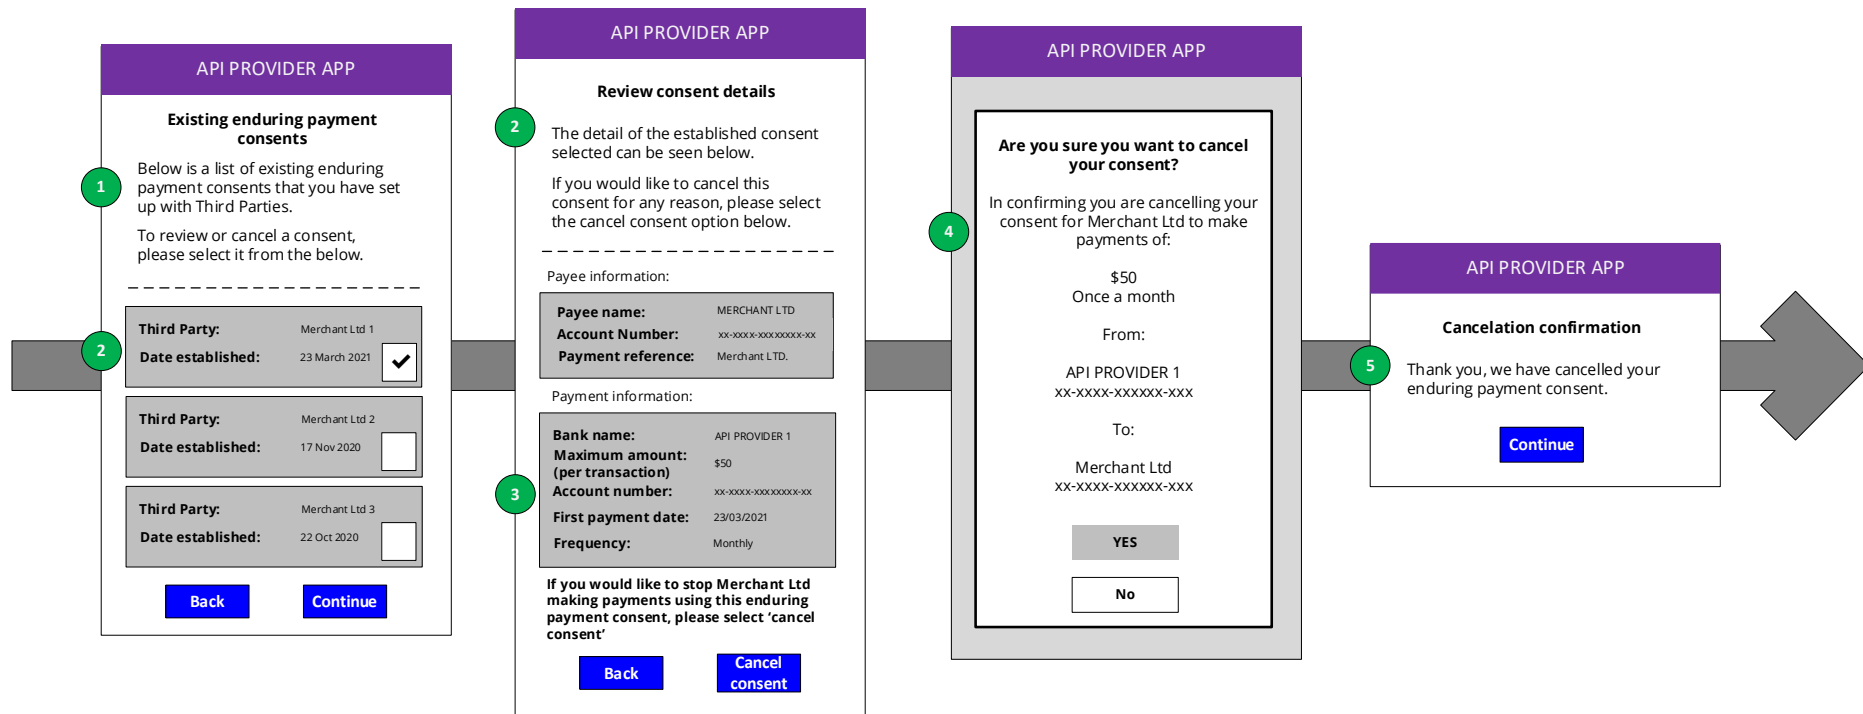 API PROVIDER APP
Existing enduring payment
consents
1
Below is a list of existing enduring
payment consents that you have set
up with Third Parties.
To review or cancel a consent,
please select it from the below.
2
Third Party: Merchant Ltd 1
Date established: 23 March 2021
Third Party: Merchant Ltd 2
Date established: 17 Nov 2020
Third Party: Merchant Ltd 3
Date established: 22 Oct 2020
Back Continue
API PROVIDER APP
Review consent details
2
The detail of the established consent
selected can be seen below.
If you would like to cancel this
consent for any reason, please select
the cancel consent option below.
Payee information:
Payee name: MERCHANT LTD
Account Number: xx-xxxx-xxxxxxxx-xx
Payment reference: Merchant LTD.
Payment information:
Bank name: API PROVIDER 1
Maximum amount:
(per transaction) $50
3
Account number: xx-xxxx-xxxxxxxx-xx
First payment date: 23/03/2021
Frequency: Monthly
If you would like to stop Merchant Ltd
making payments using this enduring
payment consent, please select ‘cancel
consent’
Back Cancel
consent
API PROVIDER APP
Are you sure you want to cancel
your consent?
4
In confirming you are cancelling your
consent for Merchant Ltd to make
payments of:
$50
Once a month
From:
API PROVIDER 1
xx-xxxx-xxxxxx-xxx
To:
Merchant Ltd
xx-xxxx-xxxxxx-xxx
YES
No
API PROVIDER APP
Cancelation confirmation
5
Thank you, we have cancelled your
enduring payment consent.
Continue